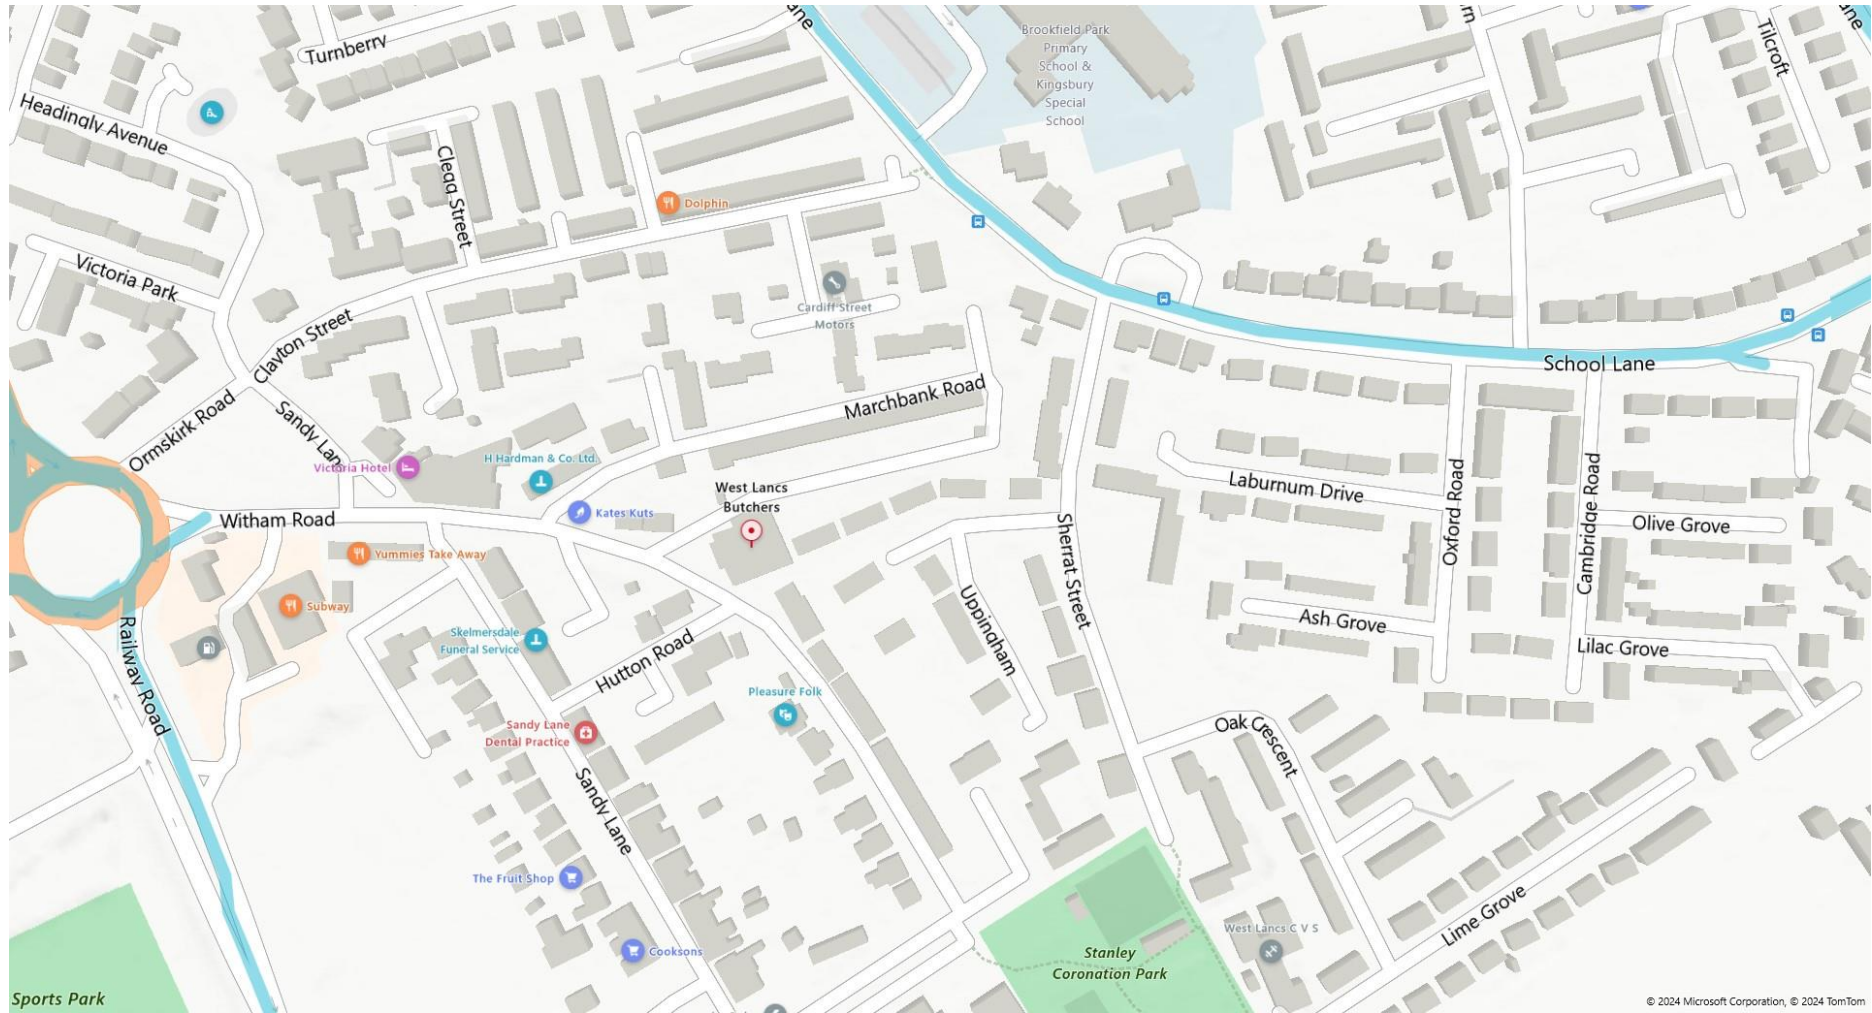 Turnberry
Headingly Avenue
Victoria Park
Clegg Street
Clayton Street
Ormskirk Road
Sandy Lan
Dolphin
Brookfield Park
Primary
School &
Kingsbury
Special
School
Tilcroft
Cardiff Street
Motors
Marchbank Road
School Lane
Victoria Hotel
H Hardman & Co. Ltd.
West Lancs
Butchers
Kates Kuts
Witham Road
Yummies Take Away
Subway
Skelmersdale
Funeral Service
Hutton Road
Railway Road
Sandy Lane
Dental Practice
Pleasure Folk
Sandy Lane
The Fruit Shop
Cooksons
Uppingham
Sherrat Street
Laburnum Drive
Oxford Road
Cambridge Road
Olive Grove
Ash Grove
Lilac Grove
Oak Crescent
Lime Grove
West Lancs C V S
Stanley
Coronation Park
Sports Park
© 2024 Microsoft Corporation, © 2024 TomTom